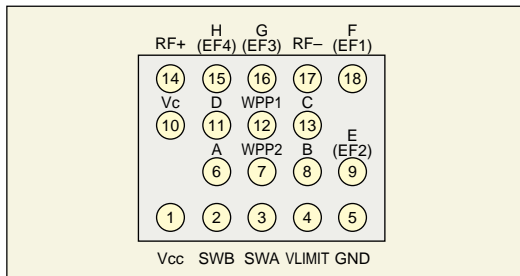 H G F
RF+ (EF4) (EF3) RF– (EF1)
14 15 16 17 18
Vc D WPP1 C
10 11 12 13
E
A WPP2 B (EF2)
6 7 8 9
1 2 3 4 5
Vcc SWB SWA VLIMIT GND